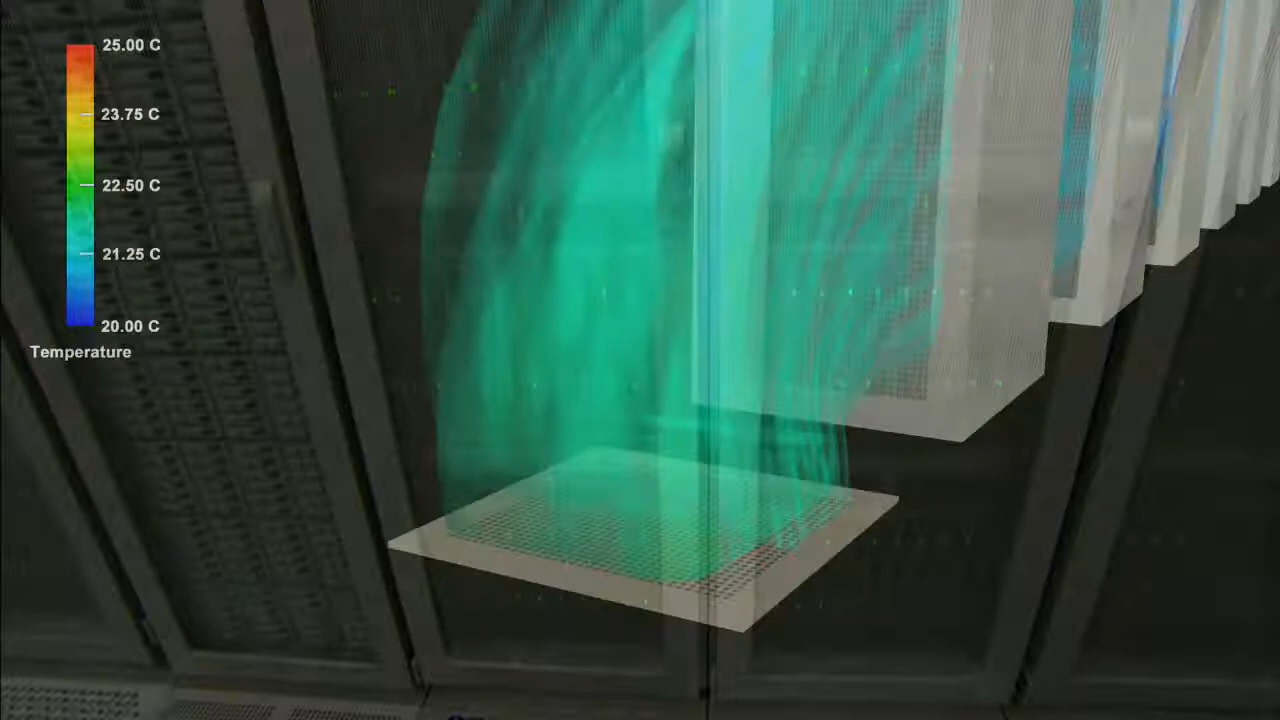 25.00 C
23.75 C
22.50 C
21.25 C
20.00 C
Temperature